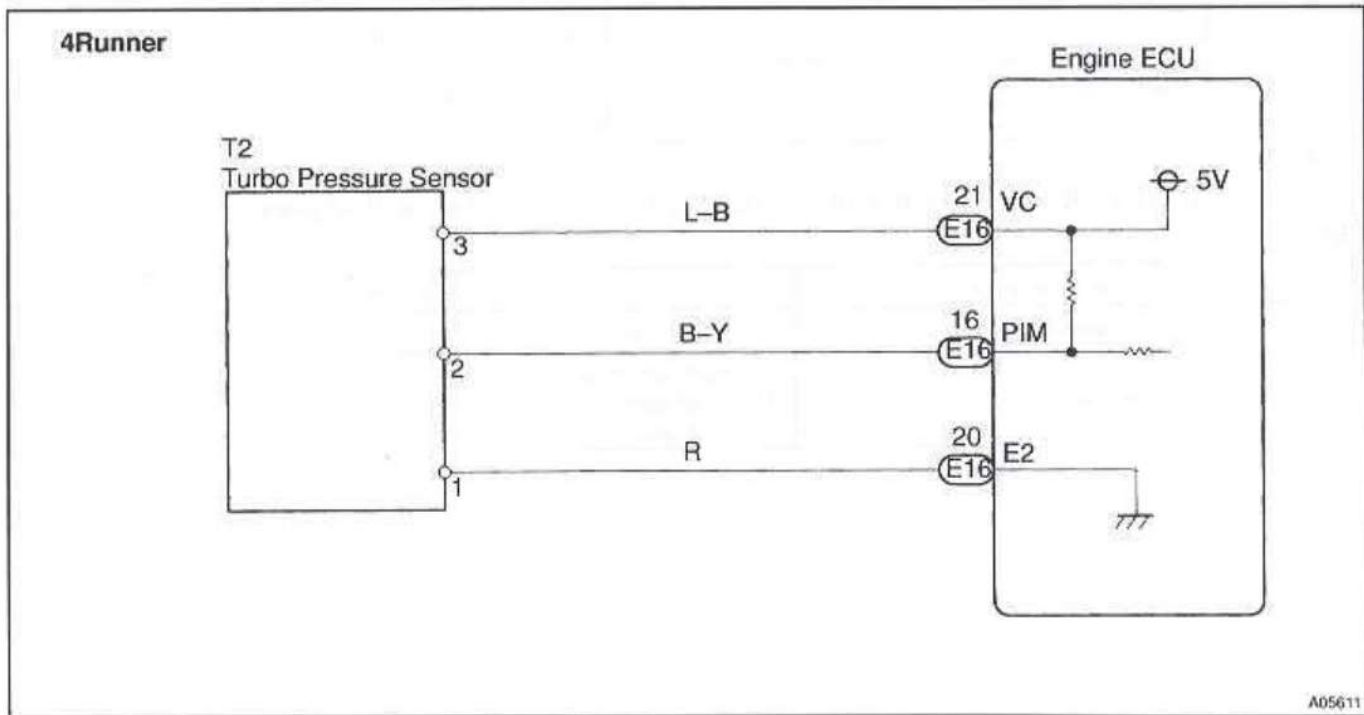 4Runner
Engine ECU
T2
Turbo Pressure Sensor
5V
L–B
21
VC
E16
3
B–Y
16
PIM
E16
2
R
20
E2
E16
1
A05611